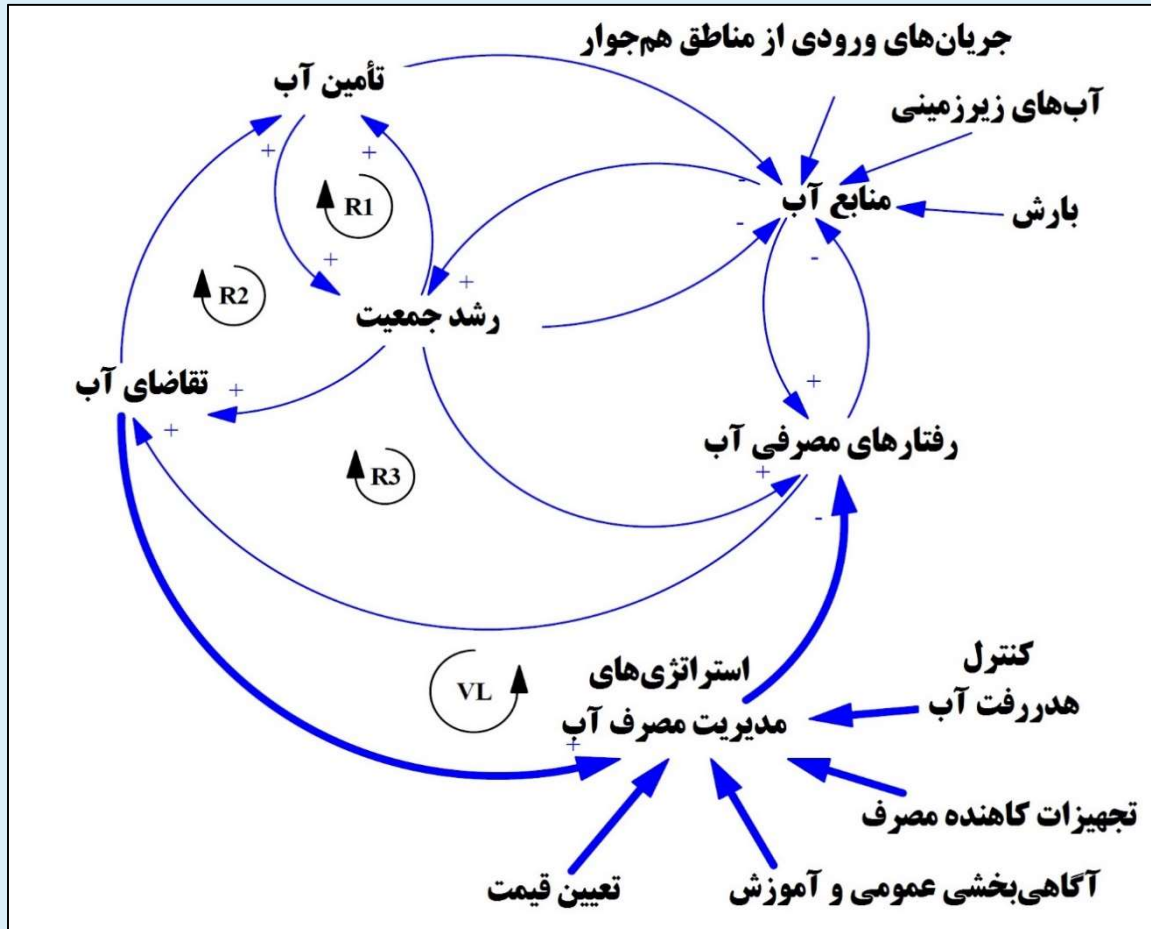 جریان‌های ورودی از مناطق هم‌جوار
تأمین آب
آب‌های زیرزمینی
+
+
-
منابع آب
بارش
R1
-
-
+
+
R2
رشد جمعیت
+
تقاضای آب
+
+
رفتارهای مصرفی آب
+
R3
-
استراتژی‌های
مدیریت مصرف آب
+
VL
کنترل
هدررفت آب
تجهیزات کاهنده مصرف
آگاهی‌بخشی عمومی و آموزش
تعیین قیمت